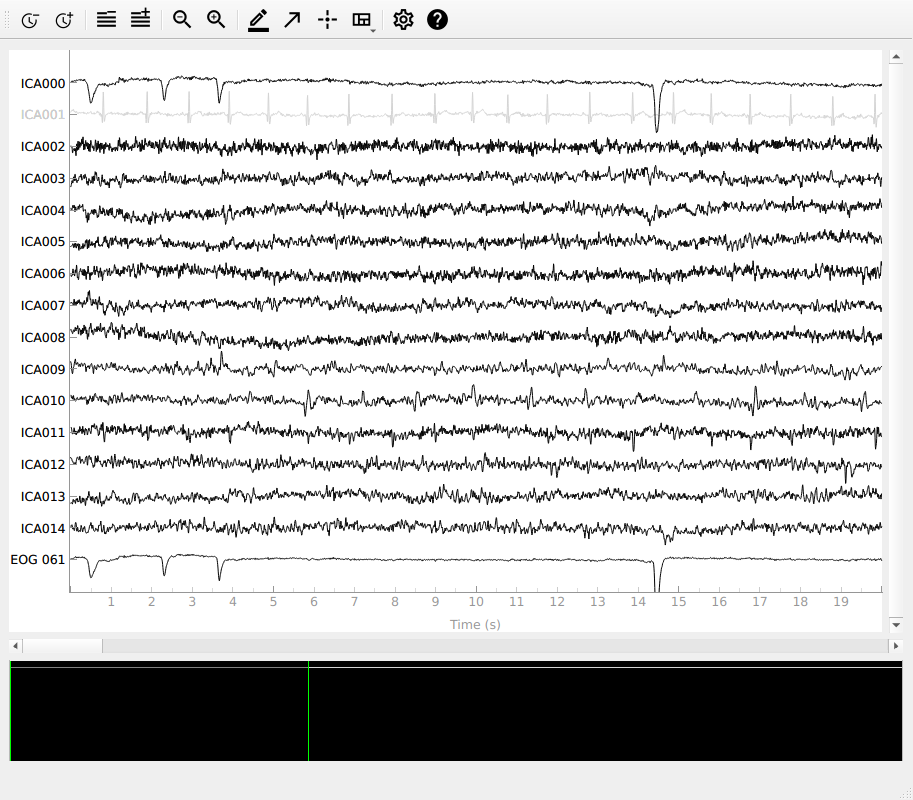 ICA000
ICA001
ICA002
ICA003
ICA004
ICA005
ICA006
ICA007
ICA008
ICA009
ICA010
ICA011
ICA012
ICA013
ICA014
EOG 061
1 2 3 4 5 6 7 8 9 10 11 12 13 14 15 16 17 18 19
Time (s)